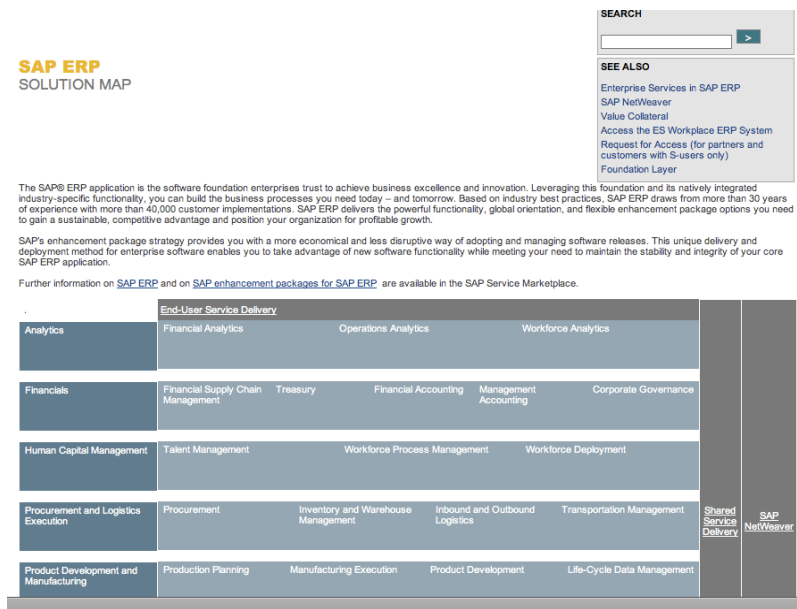 SEARCH
>
SAP ERP
SOLUTION MAP
SEE ALSO
Enterprise Services in SAP ERP
SAP NetWeaver
Value Collateral
Access the ES Workplace ERP System
Request for Access (for partners and
customers with S-users only)
Foundation Layer
The SAP® ERP application is the software foundation enterprises trust to achieve business excellence and innovation. Leveraging this foundation and its natively integrated
industry-specific functionality, you can build the business processes you need today – and tomorrow. Based on industry best practices, SAP ERP draws from more than 30 years
of experience with more than 40,000 customer implementations. SAP ERP delivers the powerful functionality, global orientation, and flexible enhancement package options you need
to gain a sustainable, competitive advantage and position your organization for profitable growth.
SAP's enhancement package strategy provides you with a more economical and less disruptive way of adopting and managing software releases. This unique delivery and
deployment method for enterprise software enables you to take advantage of new software functionality while meeting your need to maintain the stability and integrity of your core
SAP ERP application.
Further information on SAP ERP and on SAP enhancement packages for SAP ERP are available in the SAP Service Marketplace.
.
End-User Service Delivery
Analytics
Financial Analytics
Operations Analytics
Workforce Analytics
Financials
Financial Supply Chain
Management
Treasury
Financial Accounting
Management
Accounting
Corporate Governance
Human Capital Management
Talent Management
Workforce Process Management
Workforce Deployment
Procurement and Logistics
Execution
Procurement
Inventory and Warehouse
Management
Inbound and Outbound
Logistics
Transportation Management
Shared
Service
Delivery
SAP
NetWeaver
Product Development and
Manufacturing
Production Planning
Manufacturing Execution
Product Development
Life-Cycle Data Management